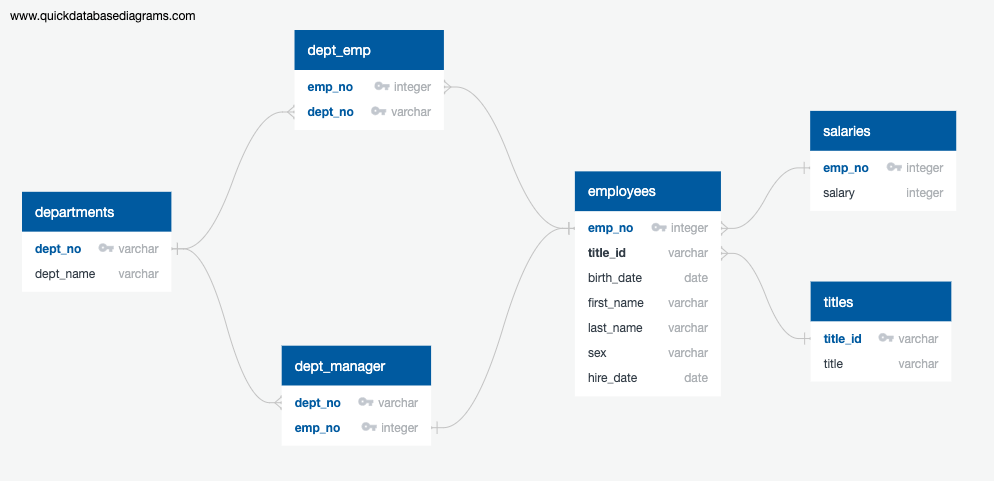 www.quickdatabasediagrams.com
dept_emp
emp_no integer
dept_no varchar
departments
dept_no varchar
dept_name varchar
dept_manager
dept_no varchar
emp_no integer
employees
emp_no integer
title_id varchar
birth_date date
first_name varchar
last_name varchar
sex varchar
hire_date date
salaries
emp_no integer
salary integer
titles
title_id varchar
title varchar